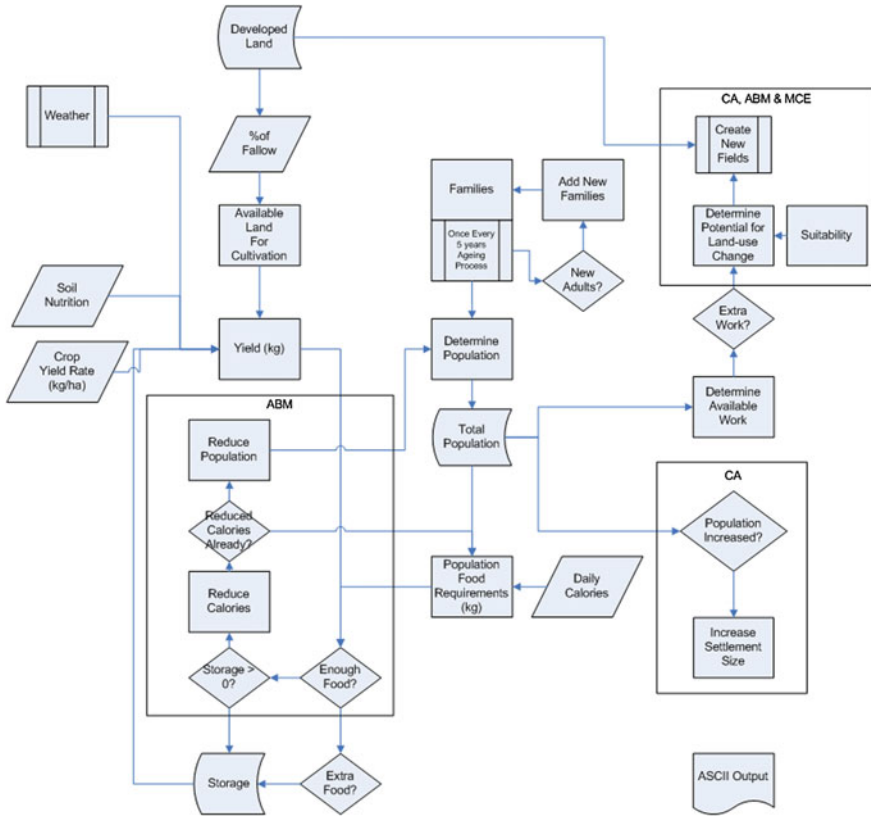 Developed
Land
CA, ABM & MCE
Weather
Create
New
Fields
%of
Fallow
Families
Add New
Families
Available
Land
For
Cultivation
Once Every
5 years
Ageing
Process
New
Adults?
Determine
Potential for
Land-use
Change
Suitability
Soil
Nutrition
Extra
Work?
Crop
Yield Rate
(kg/ha)
Yield (kg)
Determine
Population
Determine
Available
Work
ABM
Reduce
Population
Total
Population
CA
Reduced
Calories
Already?
Population
Increased?
Reduce
Calories
Population
Food
Requirements
(kg)
Daily
Calories
Increase
Settlement
Size
Storage >
0?
Enough
Food?
Storage
Extra
Food?
ASCII Output